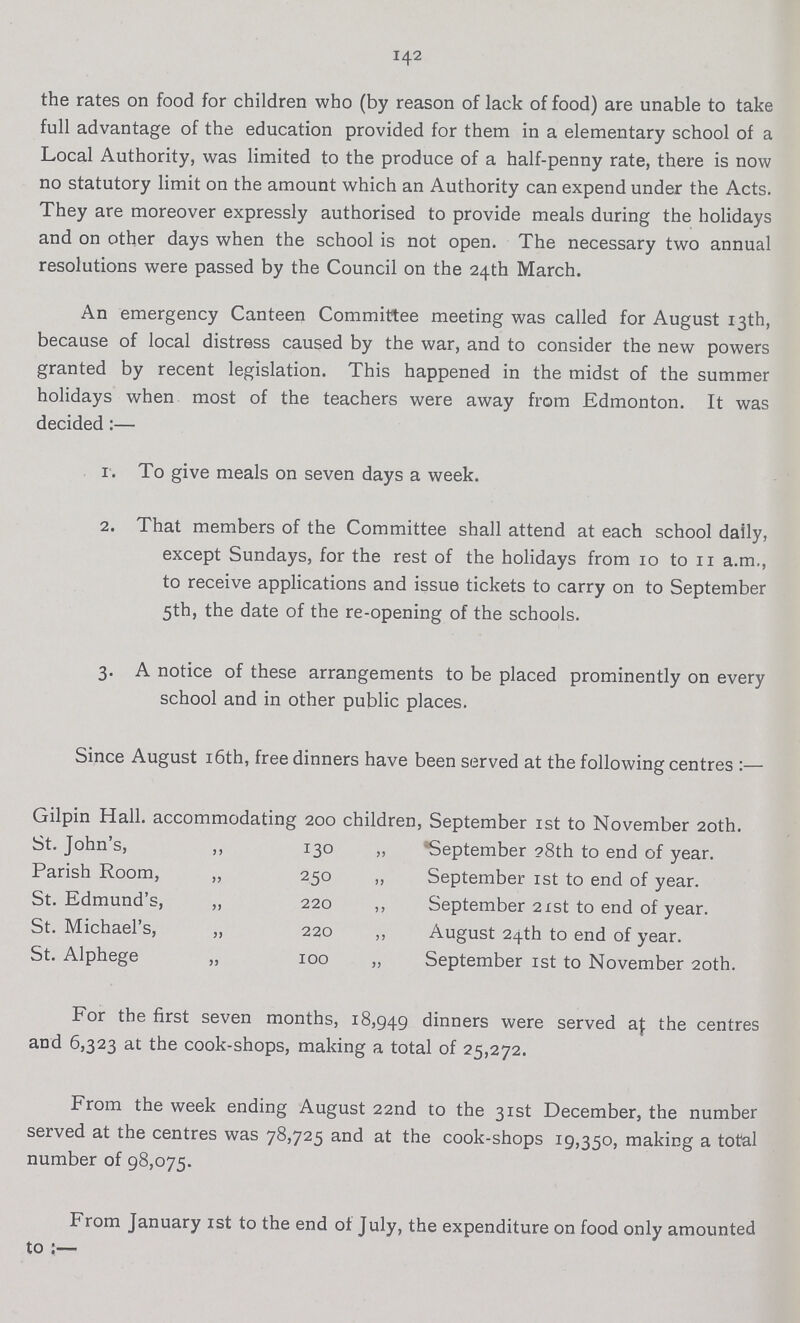 142
the rates on food for children who (by reason of lack of food) are unable to take
full advantage of the education provided for them in a elementary school of a
Local Authority, was limited to the produce of a half-penny rate, there is now
no statutory limit on the amount which an Authority can expend under the Acts.
They are moreover expressly authorised to provide meals during the holidays
and on other days when the school is not open. The necessary two annual
resolutions were passed by the Council on the 24th March.
An emergency Canteen Committee meeting was called for August 13th,
because of local distress caused by the war, and to consider the new powers
granted by recent legislation. This happened in the midst of the summer
holidays when most of the teachers were away from Edmonton. It was
decided :—
1. To give meals on seven days a week.
2. That members of the Committee shall attend at each school daily,
except Sundays, for the rest of the holidays from 10 to 11 a.m.,
to receive applications and issue tickets to carry on to September
5th, the date of the re-opening of the schools.
3. A notice of these arrangements to be placed prominently on every
school and in other public places.
Since August 16th, free dinners have been served at the following centres :—
Gilpin Hall. accommodating 200 children, September 1st to November 20th.
St. John's, „ 130 „ September 28th to end of year.
Parish Room, „ 250 „ September 1st to end of year.
St. Edmund's, „ 220 ,, September 21st to end of year.
St. Michael's, „ 220 ,, August 24th to end of year.
St. Alphege „ 100 „ September 1st to November 20th.
For the first seven months, 18,949 dinners were served at the centres
and 6,323 at the cook-shops, making a total of 25,272.
From the week ending August 22nd to the 31st December, the number
served at the centres was 78,725 and at the cook-shops 19,350, making a total
number of 98,075.
From January 1st to the end of July, the expenditure on food only amounted
to :—